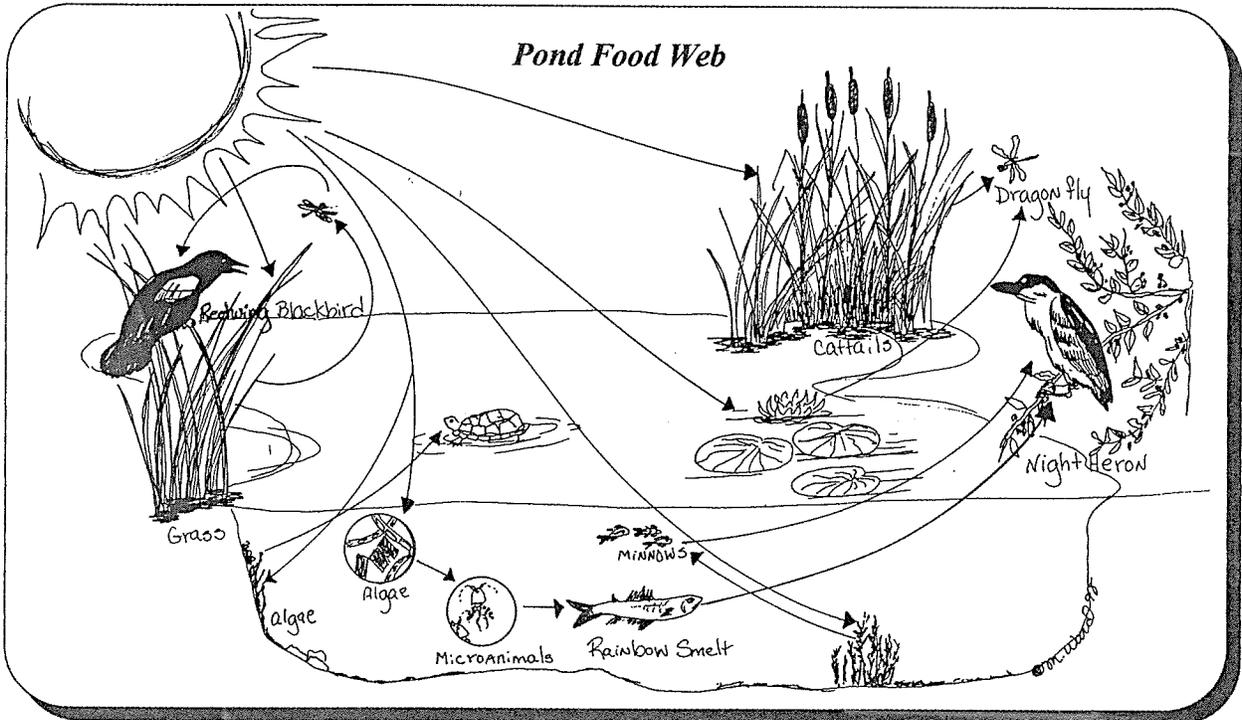 Pond Food Web
Dragon fly
Redwing Blackbird
Cattails
Night Heron
Grass
Minnows
Algae
algae
Rainbow Smelt
MicroAnimals